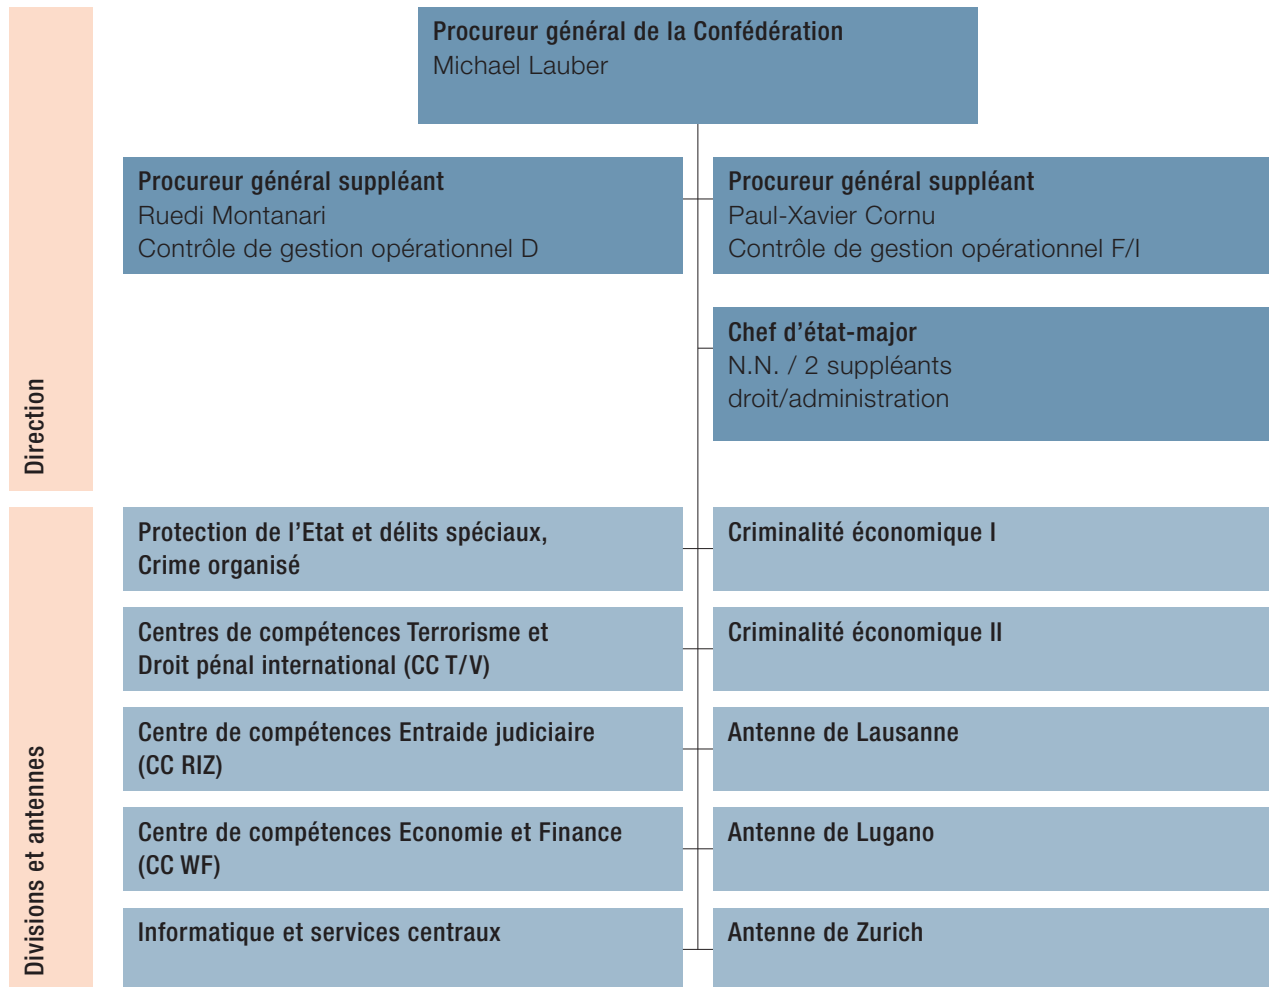 Direction
Procureur général de la Confédération
Michael Lauber
Procureur général suppléant
Ruedi Montanari
Contrôle de gestion opérationnel D
Procureur général suppléant
Paul-Xavier Cornu
Contrôle de gestion opérationnel F/I
Chef d’état-major
N.N. / 2 suppléants
droit/administration
Divisions et antennes
Protection de l’Etat et délits spéciaux,
Crime organisé
Criminalité économique I
Centres de compétences Terrorisme et
Droit pénal international (CC T/V)
Criminalité économique II
Centre de compétences Entraide judiciaire
(CC RIZ)
Antenne de Lausanne
Centre de compétences Economie et Finance
(CC WF)
Antenne de Lugano
Informatique et services centraux
Antenne de Zurich